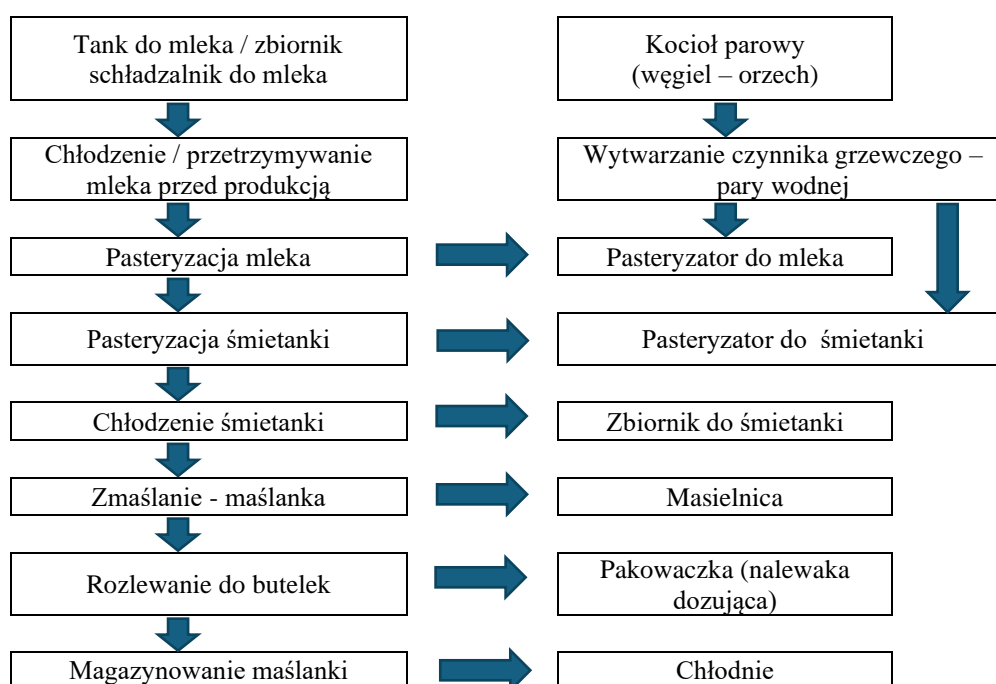 Tank do mleka / zbiornik
schładzalnik do mleka
Kocioł parowy
(węgiel – orzech)
Chłodzenie / przetrzymywanie
mleka przed produkcją
Wytwarzanie czynnika grzewczego –
pary wodnej
Pasteryzacja mleka
Pasteryzator do mleka
Pasteryzacja śmietanki
Pasteryzator do śmietanki
Chłodzenie śmietanki
Zbiornik do śmietanki
Zmaślanie - maślanka
Masielnica
Rozlewanie do butelek
Pakowaczka (nalewaka
dozująca)
Magazynowanie maślanki
Chłodnie